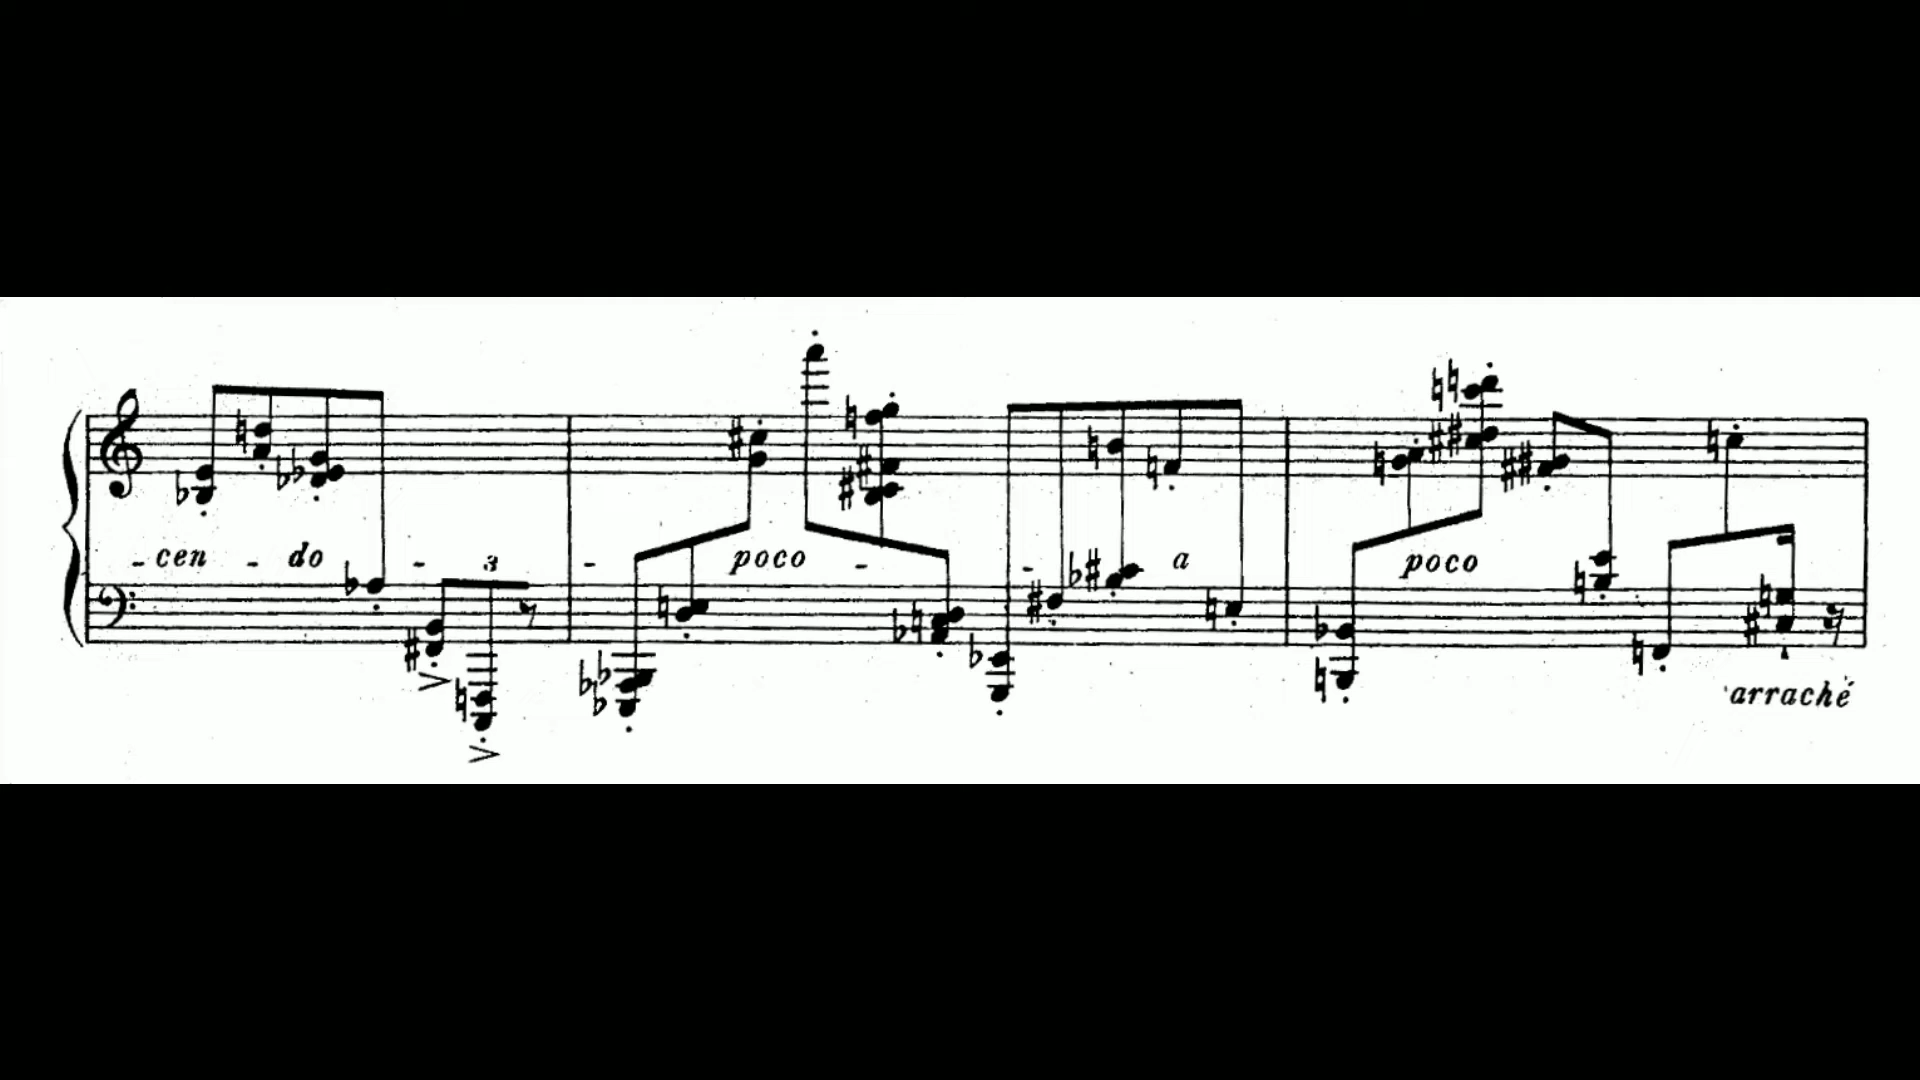 - cen - do - 3 - poco - - a poco
arraché